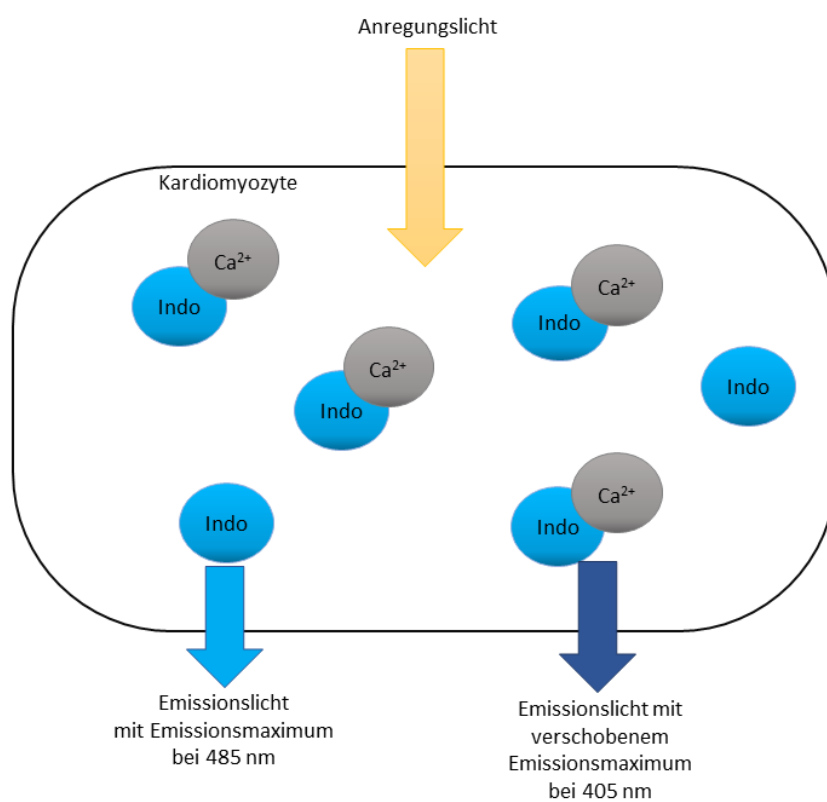 Anregungslicht
Kardiomyozyte
Ca²⁺
Indo
Ca²⁺
Indo
Ca²⁺
Indo
Indo
Ca²⁺
Indo
Indo
Emissionslicht
mit Emissionsmaximum
bei 485 nm
Emissionslicht mit
verschobenem
Emissionsmaximum
bei 405 nm